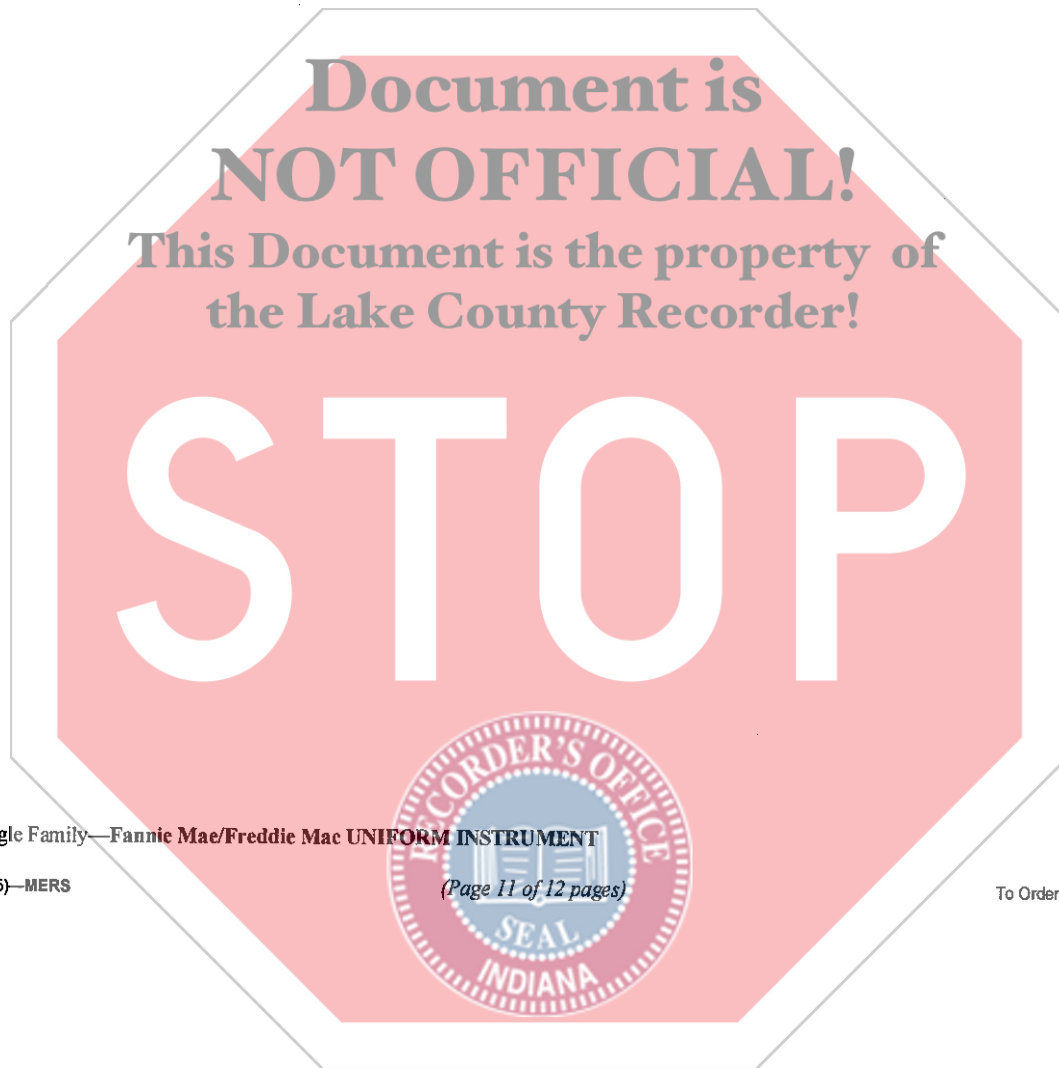 Document is
NOT OFFICIAL!
This Document is the property of
the Lake County Recorder!
STOP
RECORDER'S OFFICE
gle Family—Fannie Mae/Freddie Mac UNIFORM INSTRUMENT
5)—MERS
(Page 11 of 12 pages)
To Order
SEAL
INDIANA